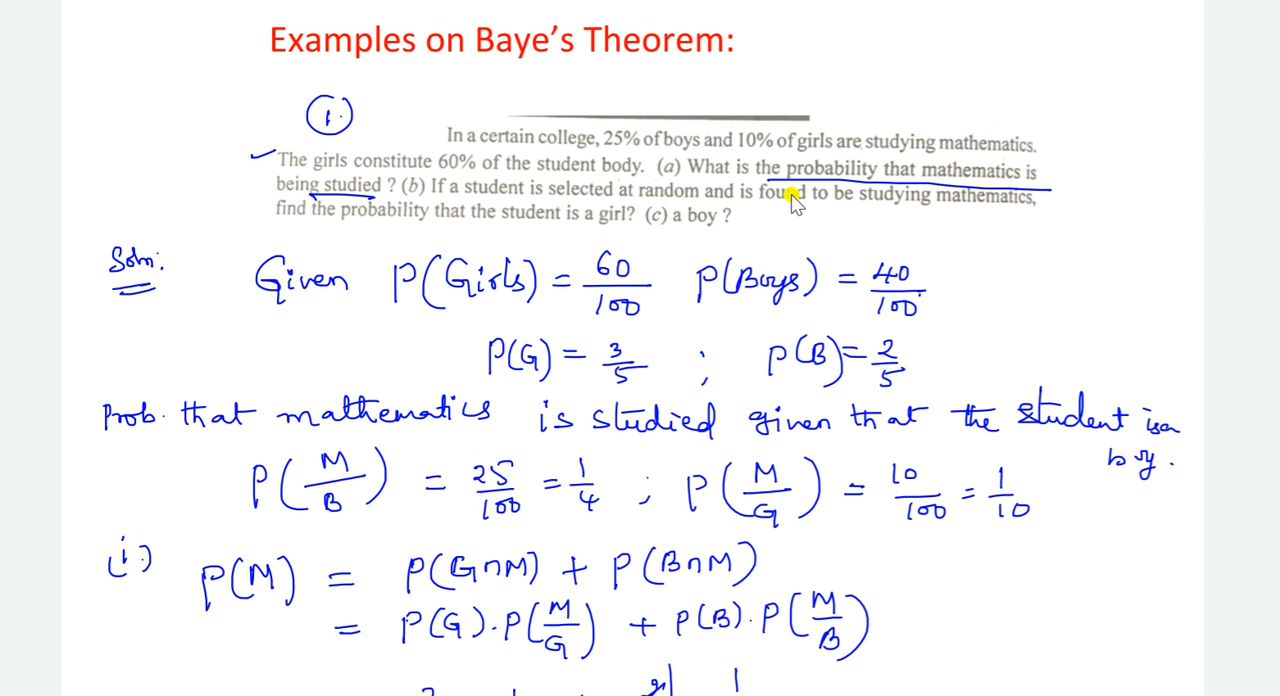 Examples on Baye's Theorem:
1.
In a certain college, 25% of boys and 10% of girls are studying mathematics.
The girls constitute 60% of the student body. (a) What is the probability that mathematics is
being studied ? (b) If a student is selected at random and is found to be studying mathematics,
find the probability that the student is a girl? (c) a boy ?
Soln:
Given P(Girls) = 60/100 P(Boys) = 40/100
P(G) = 3/5 ; P(B) = 2/5
Prob. that mathematics is studied given that the student is a
boy.
P(M/B) = 25/100 = 1/4 ; P(M/G) = 10/100 = 1/10
(i) P(M) = P(G∩M) + P(B∩M)
= P(G).P(M/G) + P(B).P(M/B)